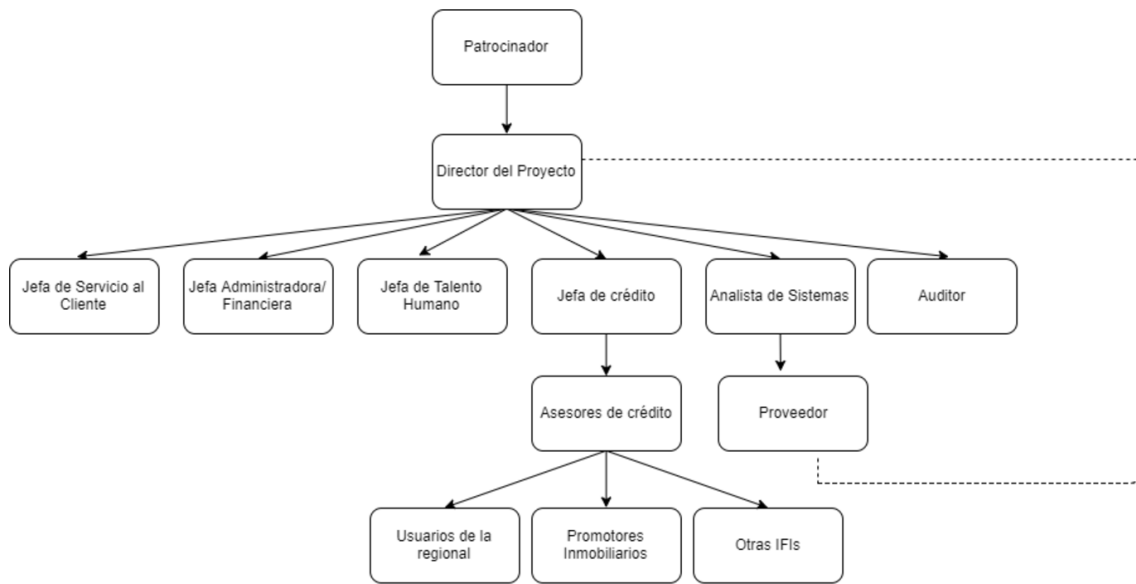 Patrocinador
Director del Proyecto
Jefa de Servicio al
Cliente
Jefa Administradora/
Financiera
Jefa de Talento
Humano
Jefa de crédito
Analista de Sistemas
Auditor
Asesores de crédito
Proveedor
Usuarios de la
regional
Promotores
Inmobiliarios
Otras IFIs